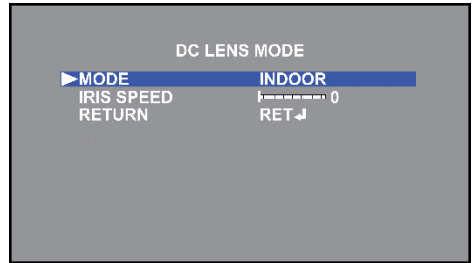 DC LENS MODE
MODE INDOOR
IRIS SPEED 0
RETURN RET↲